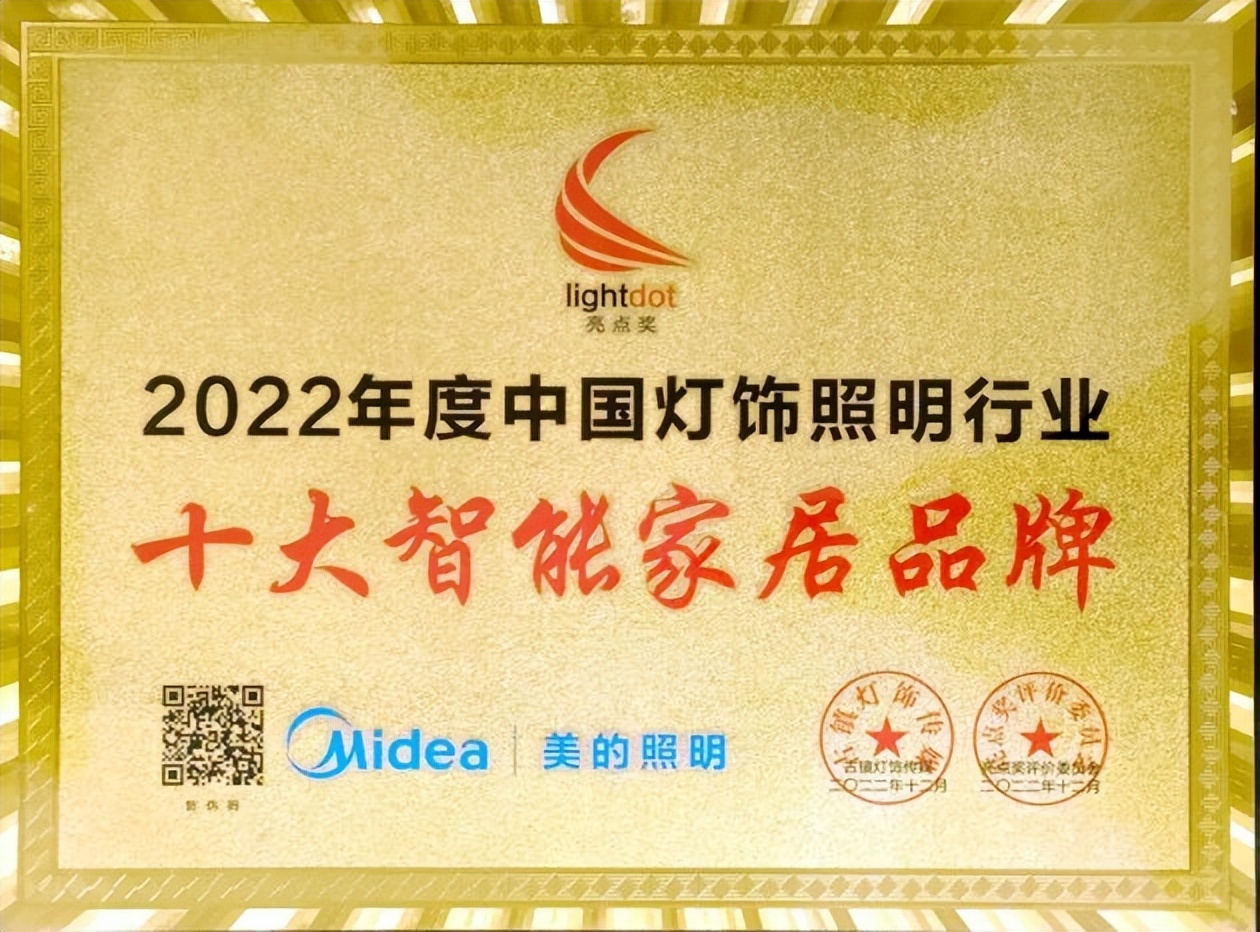 lightdot
亮点奖
2022年度中国灯饰照明行业
十大智能家居品牌
Midea 美的照明
古镇灯饰传媒
二〇二二年十二月
亮点奖评价委员会
二〇二二年十二月